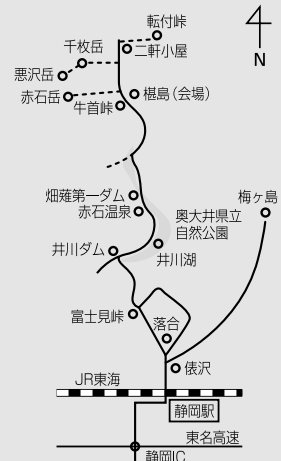 転付峠
千枚岳
二軒小屋
N
悪沢岳
赤石岳
椹島（会場）
牛首峠
畑薙第一ダム
赤石温泉
梅ヶ島
奥大井県立
自然公園
井川ダム
井川湖
富士見峠
落合
俵沢
JR東海
静岡駅
東名高速
静岡IC